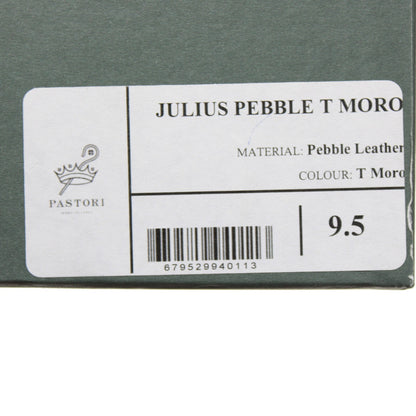 JULIUS PEBBLE T MORO
MATERIAL: Pebble Leather
COLOUR: T Moro
PASTORI
9.5
679529940113